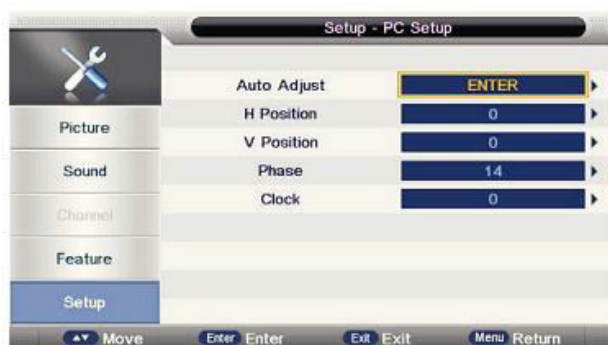 Setup - PC Setup
Auto Adjust ENTER
H Position 0
V Position 0
Phase 14
Clock 0
Picture
Sound
Channel
Feature
Setup
Move Enter Enter Exit Exit Menu Return